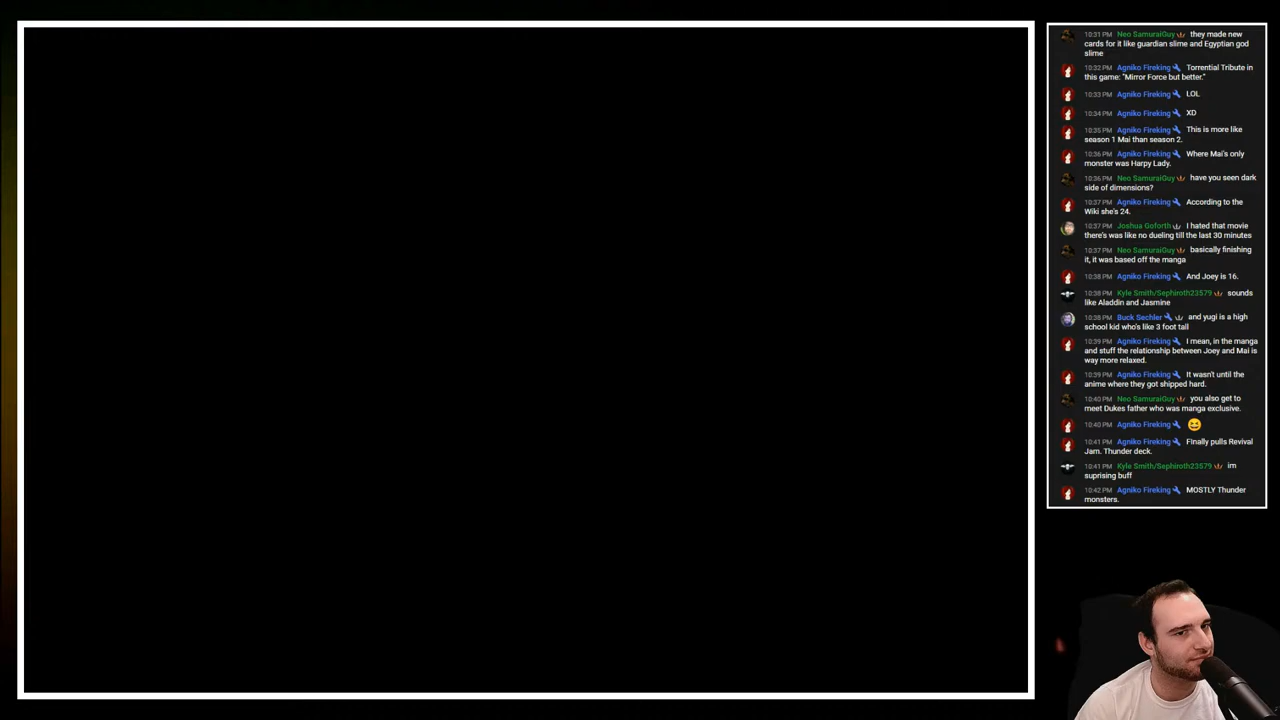 10:31 PM Neo SamuraiGuy they made new
cards for it like guardian slime and Egyptian god
slime
10:32 PM Agniko Fireking Torrential Tribute in
this game: "Mirror Force but better."
10:33 PM Agniko Fireking LOL
10:34 PM Agniko Fireking XD
10:35 PM Agniko Fireking This is more like
season 1 Mai than season 2.
10:36 PM Agniko Fireking Where Mai's only
monster was Harpy Lady.
10:36 PM Neo SamuraiGuy have you seen dark
side of dimensions?
10:37 PM Agniko Fireking According to the
Wiki she's 24.
10:37 PM Joshua Goforth I hated that movie
there's was like no dueling till the last 30 minutes
10:37 PM Neo SamuraiGuy basically finishing
it, it was based off the manga
10:38 PM Agniko Fireking And Joey is 16.
10:38 PM Kyle Smith/Sephiroth23579 sounds
like Aladdin and Jasmine
10:38 PM Buck Sechler and yugi is a high
school kid who's like 3 foot tall
10:39 PM Agniko Fireking I mean, in the manga
and stuff the relationship between Joey and Mai is
way more relaxed.
10:39 PM Agniko Fireking It wasn't until the
anime where they got shipped hard.
10:40 PM Neo SamuraiGuy you also get to
meet Dukes father who was manga exclusive.
10:40 PM Agniko Fireking 😆
10:41 PM Agniko Fireking FInally pulls Revival
Jam. Thunder deck.
10:41 PM Kyle Smith/Sephiroth23579 im
suprising buff
10:42 PM Agniko Fireking MOSTLY Thunder
monsters.